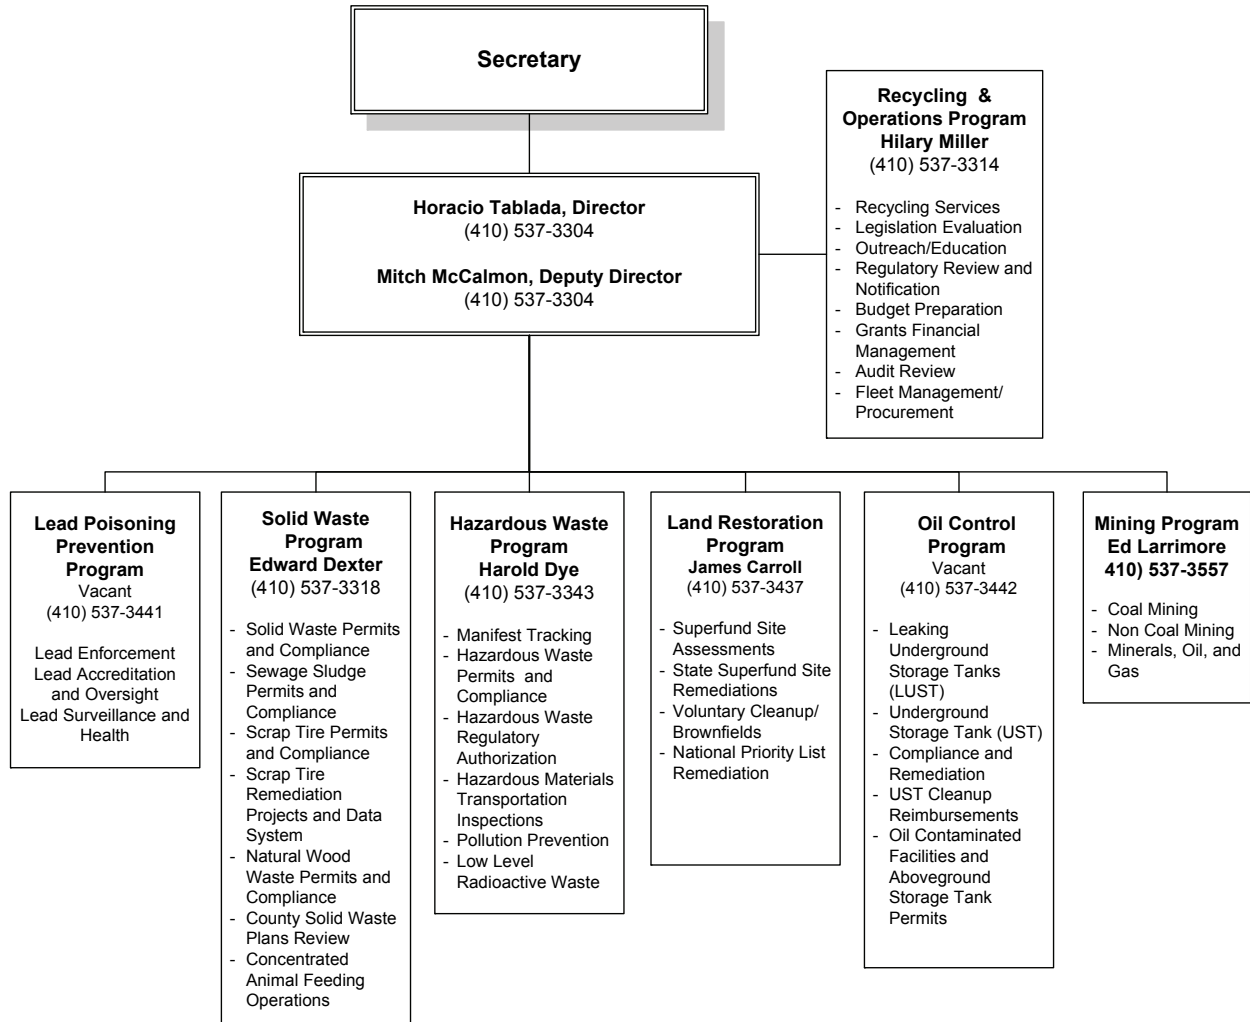 Secretary
Horacio Tablada, Director
(410) 537-3304
Mitch McCalmon, Deputy Director
(410) 537-3304
Recycling &
Operations Program
Hilary Miller
(410) 537-3314
- Recycling Services
- Legislation Evaluation
- Outreach/Education
- Regulatory Review and
Notification
- Budget Preparation
- Grants Financial
Management
- Audit Review
- Fleet Management/
Procurement
Lead Poisoning
Prevention
Program
Vacant
(410) 537-3441
Lead Enforcement
Lead Accreditation
and Oversight
Lead Surveillance and
Health
Solid Waste
Program
Edward Dexter
(410) 537-3318
- Solid Waste Permits
and Compliance
- Sewage Sludge
Permits and
Compliance
- Scrap Tire Permits
and Compliance
- Scrap Tire
Remediation
Projects and Data
System
- Natural Wood
Waste Permits and
Compliance
- County Solid Waste
Plans Review
- Concentrated
Animal Feeding
Operations
Hazardous Waste
Program
Harold Dye
(410) 537-3343
- Manifest Tracking
- Hazardous Waste
Permits and
Compliance
- Hazardous Waste
Regulatory
Authorization
- Hazardous Materials
Transportation
Inspections
- Pollution Prevention
- Low Level
Radioactive Waste
Land Restoration
Program
James Carroll
(410) 537-3437
- Superfund Site
Assessments
- State Superfund Site
Remediations
- Voluntary Cleanup/
Brownfields
- National Priority List
Remediation
Oil Control
Program
Vacant
(410) 537-3442
- Leaking
Underground
Storage Tanks
(LUST)
- Underground
Storage Tank (UST)
- Compliance and
Remediation
- UST Cleanup
Reimbursements
- Oil Contaminated
Facilities and
Aboveground
Storage Tank
Permits
Mining Program
Ed Larrimore
410) 537-3557
- Coal Mining
- Non Coal Mining
- Minerals, Oil, and
Gas